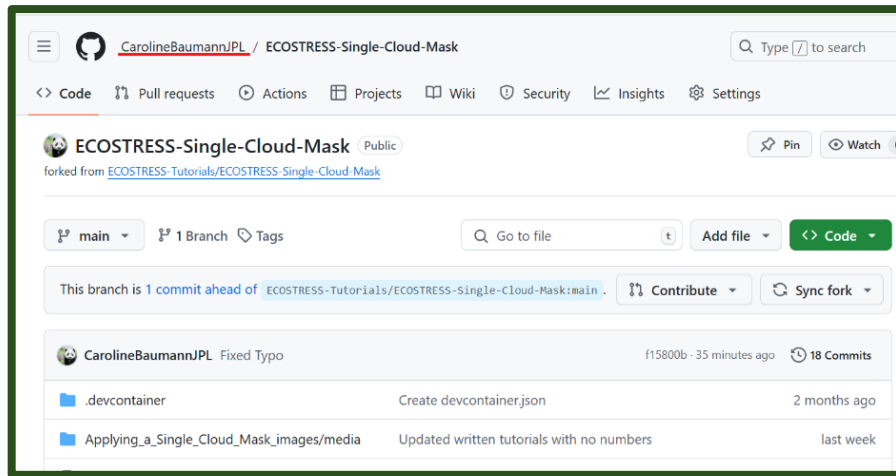 CarolineBaumannJPL / ECOSTRESS-Single-Cloud-Mask
Type / to search
Code Pull requests Actions Projects Wiki Security Insights Settings
ECOSTRESS-Single-Cloud-Mask Public
Pin Watch
forked from ECOSTRESS-Tutorials/ECOSTRESS-Single-Cloud-Mask
main 1 Branch Tags Go to file t Add file Code
This branch is 1 commit ahead of ECOSTRESS-Tutorials/ECOSTRESS-Single-Cloud-Mask:main . Contribute Sync fork
CarolineBaumannJPL Fixed Typo f15800b · 35 minutes ago 18 Commits
.devcontainer Create devcontainer.json 2 months ago
Applying_a_Single_Cloud_Mask_images/media Updated written tutorials with no numbers last week